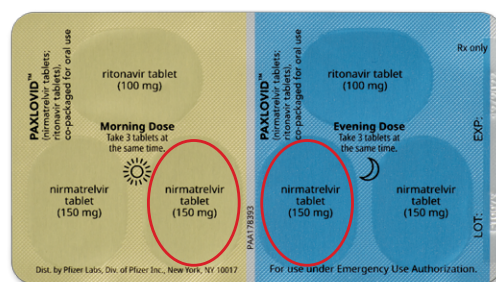 PAXLOVID™
(nirmatrelvir tablets;
ritonavir tablets),
co-packaged for oral use
ritonavir tablet
(100 mg)
Morning Dose
Take 3 tablets at
the same time.
nirmatrelvir
tablet
(150 mg)
nirmatrelvir
tablet
(150 mg)
Dist. by Pfizer Labs, Div. of Pfizer Inc., New York, NY 10017
PAA178393
PAXLOVID™
(nirmatrelvir tablets;
ritonavir tablets),
co-packaged for oral use
ritonavir tablet
(100 mg)
Rx only
Evening Dose
Take 3 tablets at
the same time.
nirmatrelvir
tablet
(150 mg)
nirmatrelvir
tablet
(150 mg)
For use under Emergency Use Authorization.
LOT:
EXP: